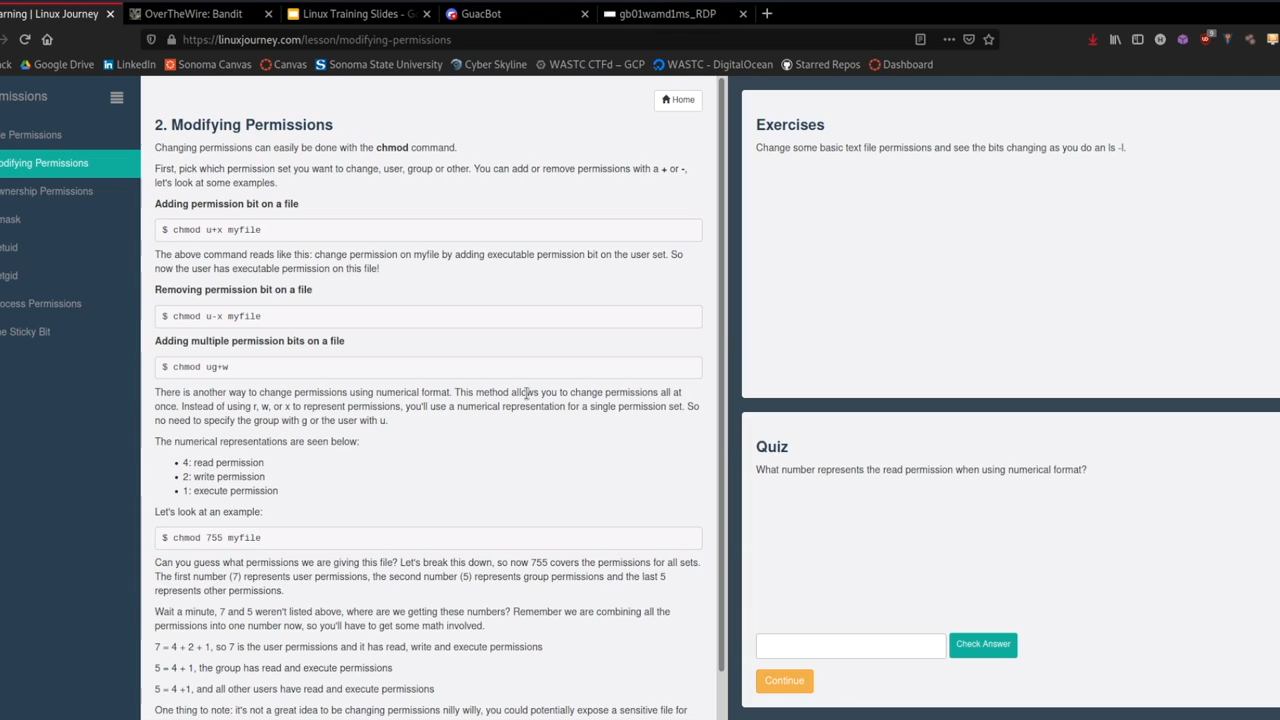 arning | Linux Journey
OverTheWire: Bandit
Linux Training Slides - G
GuacBot
gb01wamd1ms_RDP
https://linuxjourney.com/lesson/modifying-permissions
ck
Google Drive
LinkedIn
Sonoma Canvas
Canvas
Sonoma State University
Cyber Skyline
WASTC CTFd – GCP
WASTC - DigitalOcean
Starred Repos
Dashboard
missions
e Permissions
odifying Permissions
wnership Permissions
mask
etuid
etgid
ocess Permissions
he Sticky Bit
Home
2. Modifying Permissions
Changing permissions can easily be done with the chmod command.
First, pick which permission set you want to change, user, group or other. You can add or remove permissions with a + or -,
let's look at some examples.
Adding permission bit on a file
$ chmod u+x myfile
The above command reads like this: change permission on myfile by adding executable permission bit on the user set. So
now the user has executable permission on this file!
Removing permission bit on a file
$ chmod u-x myfile
Adding multiple permission bits on a file
$ chmod ug+w
There is another way to change permissions using numerical format. This method allows you to change permissions all at
once. Instead of using r, w, or x to represent permissions, you'll use a numerical representation for a single permission set. So
no need to specify the group with g or the user with u.
The numerical representations are seen below:
• 4: read permission
• 2: write permission
• 1: execute permission
Let's look at an example:
$ chmod 755 myfile
Can you guess what permissions we are giving this file? Let's break this down, so now 755 covers the permissions for all sets.
The first number (7) represents user permissions, the second number (5) represents group permissions and the last 5
represents other permissions.
Wait a minute, 7 and 5 weren't listed above, where are we getting these numbers? Remember we are combining all the
permissions into one number now, so you'll have to get some math involved.
7 = 4 + 2 + 1, so 7 is the user permissions and it has read, write and execute permissions
5 = 4 + 1, the group has read and execute permissions
5 = 4 +1, and all other users have read and execute permissions
One thing to note: it's not a great idea to be changing permissions nilly willy, you could potentially expose a sensitive file for
Exercises
Change some basic text file permissions and see the bits changing as you do an ls -l.
Quiz
What number represents the read permission when using numerical format?
Check Answer
Continue